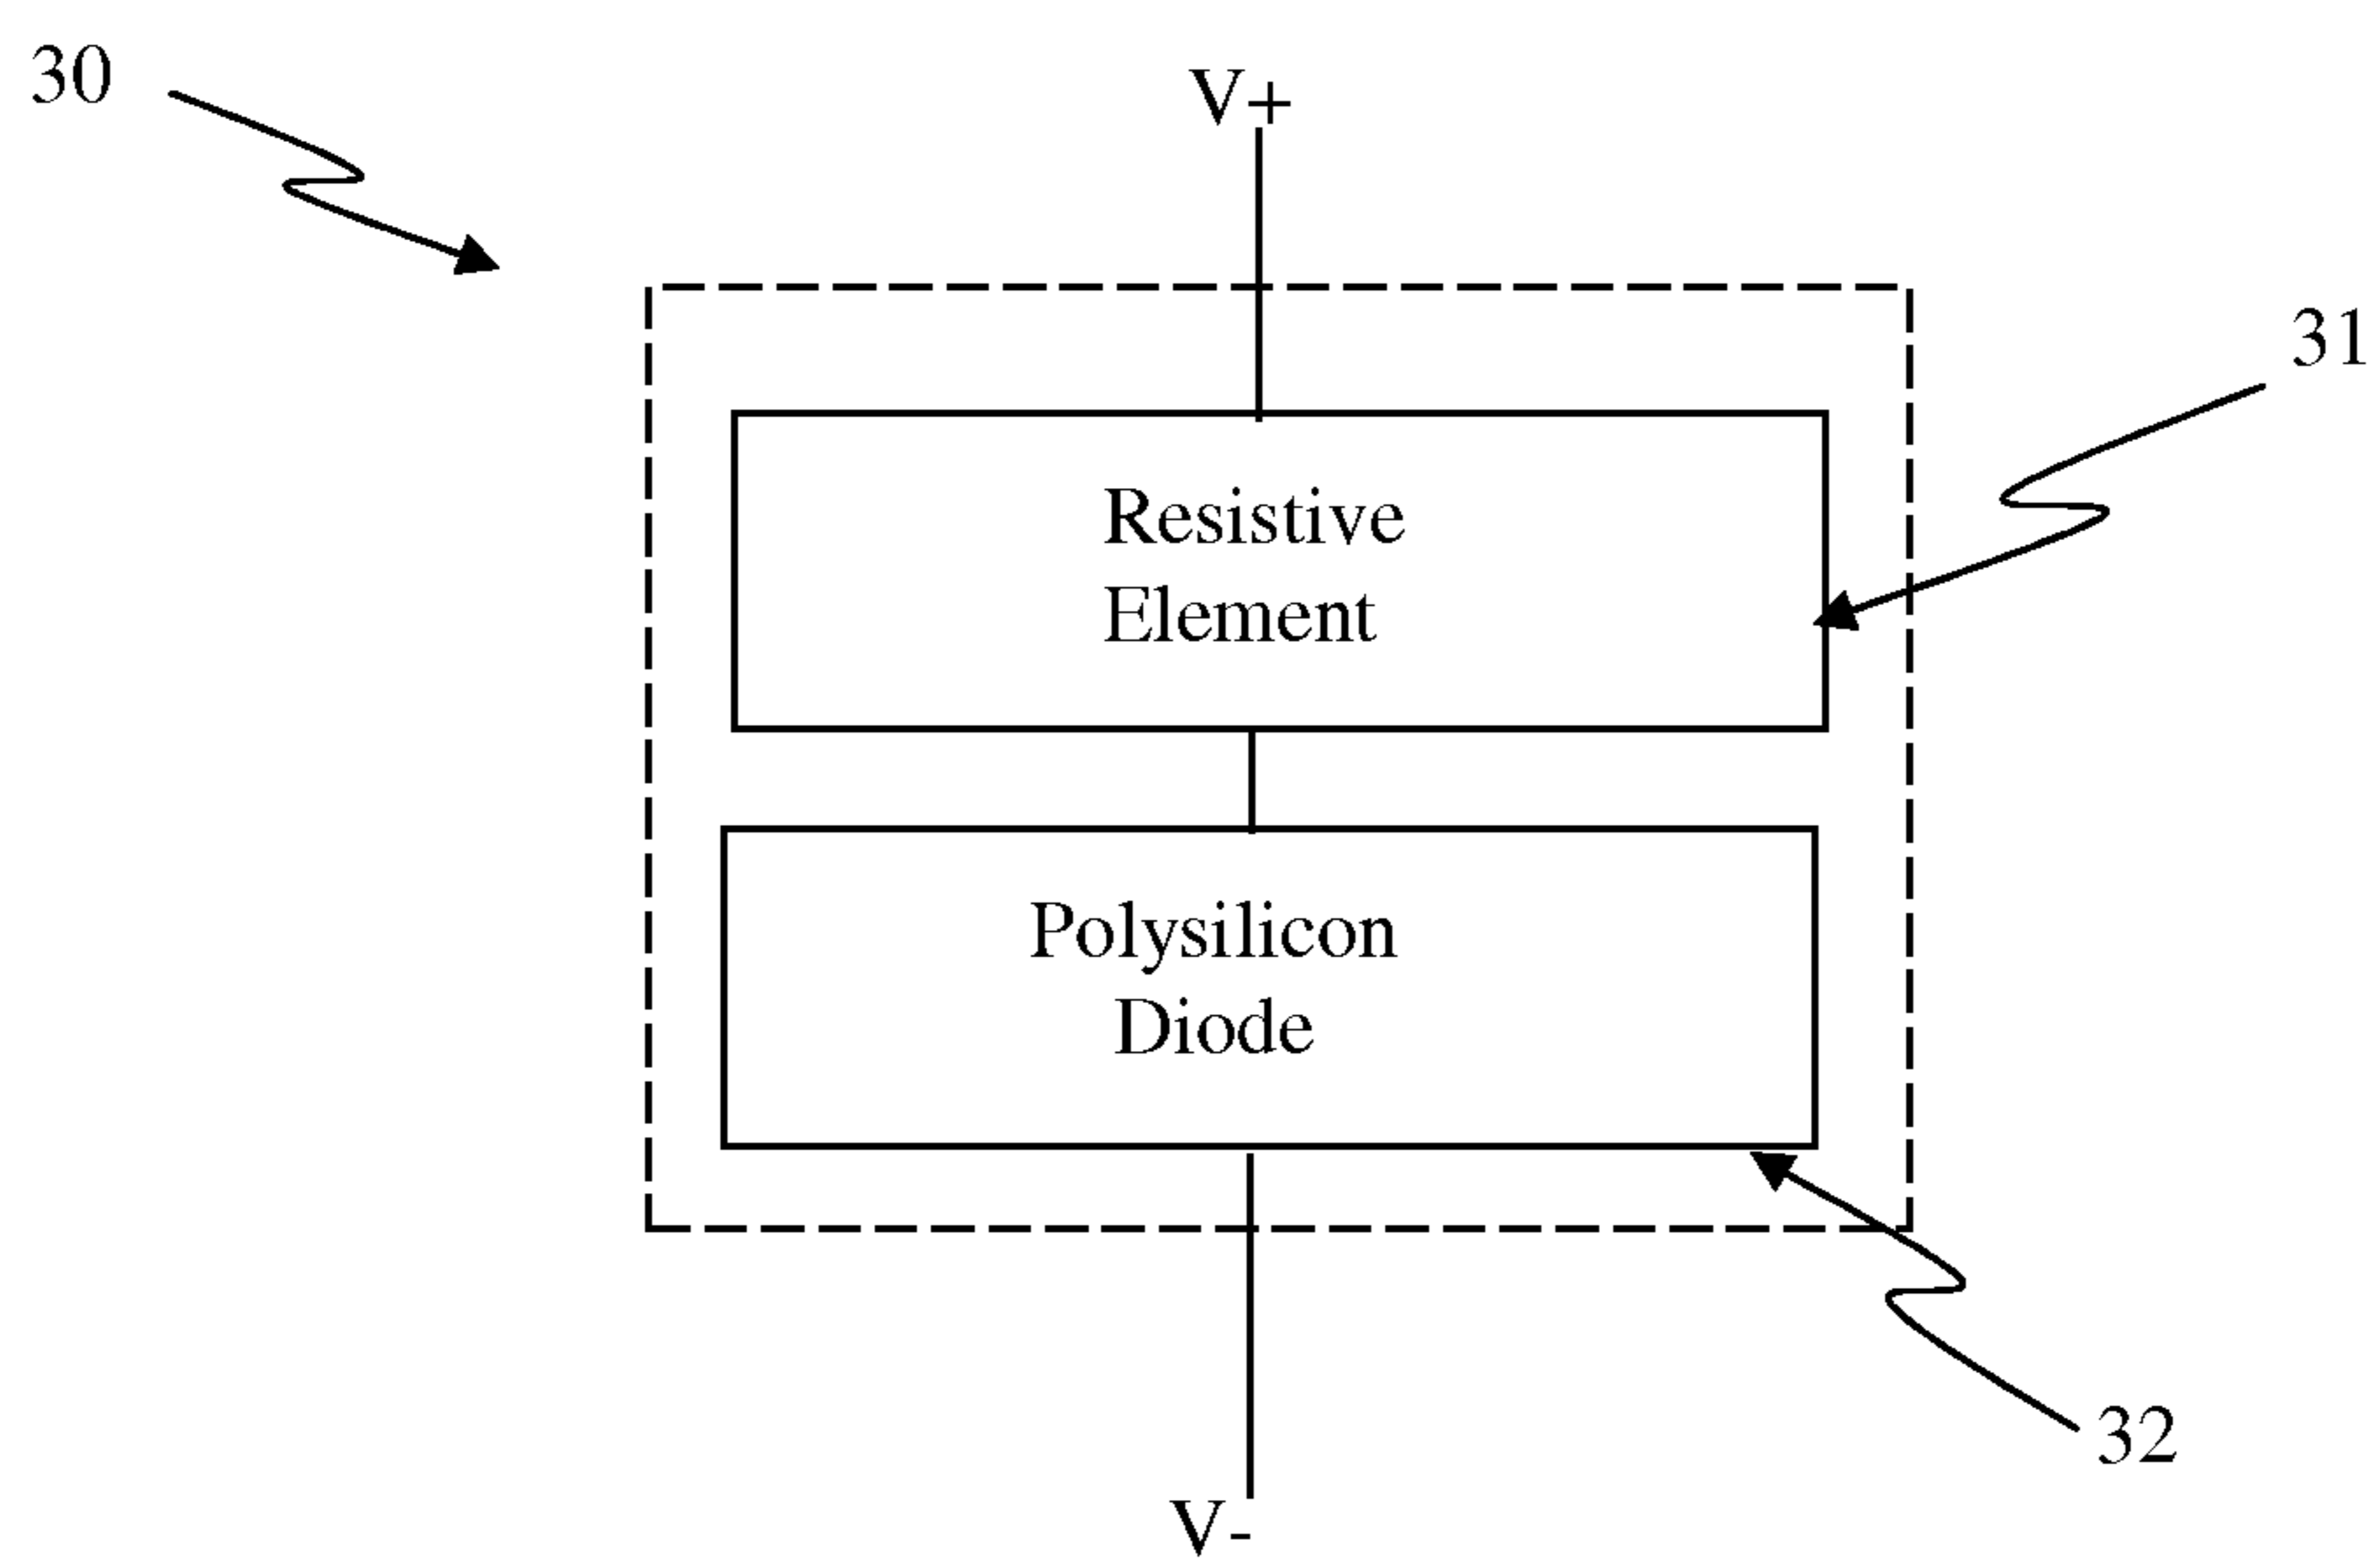 30
V+
31
Resistive
Element
Polysilicon
Diode
32
V-